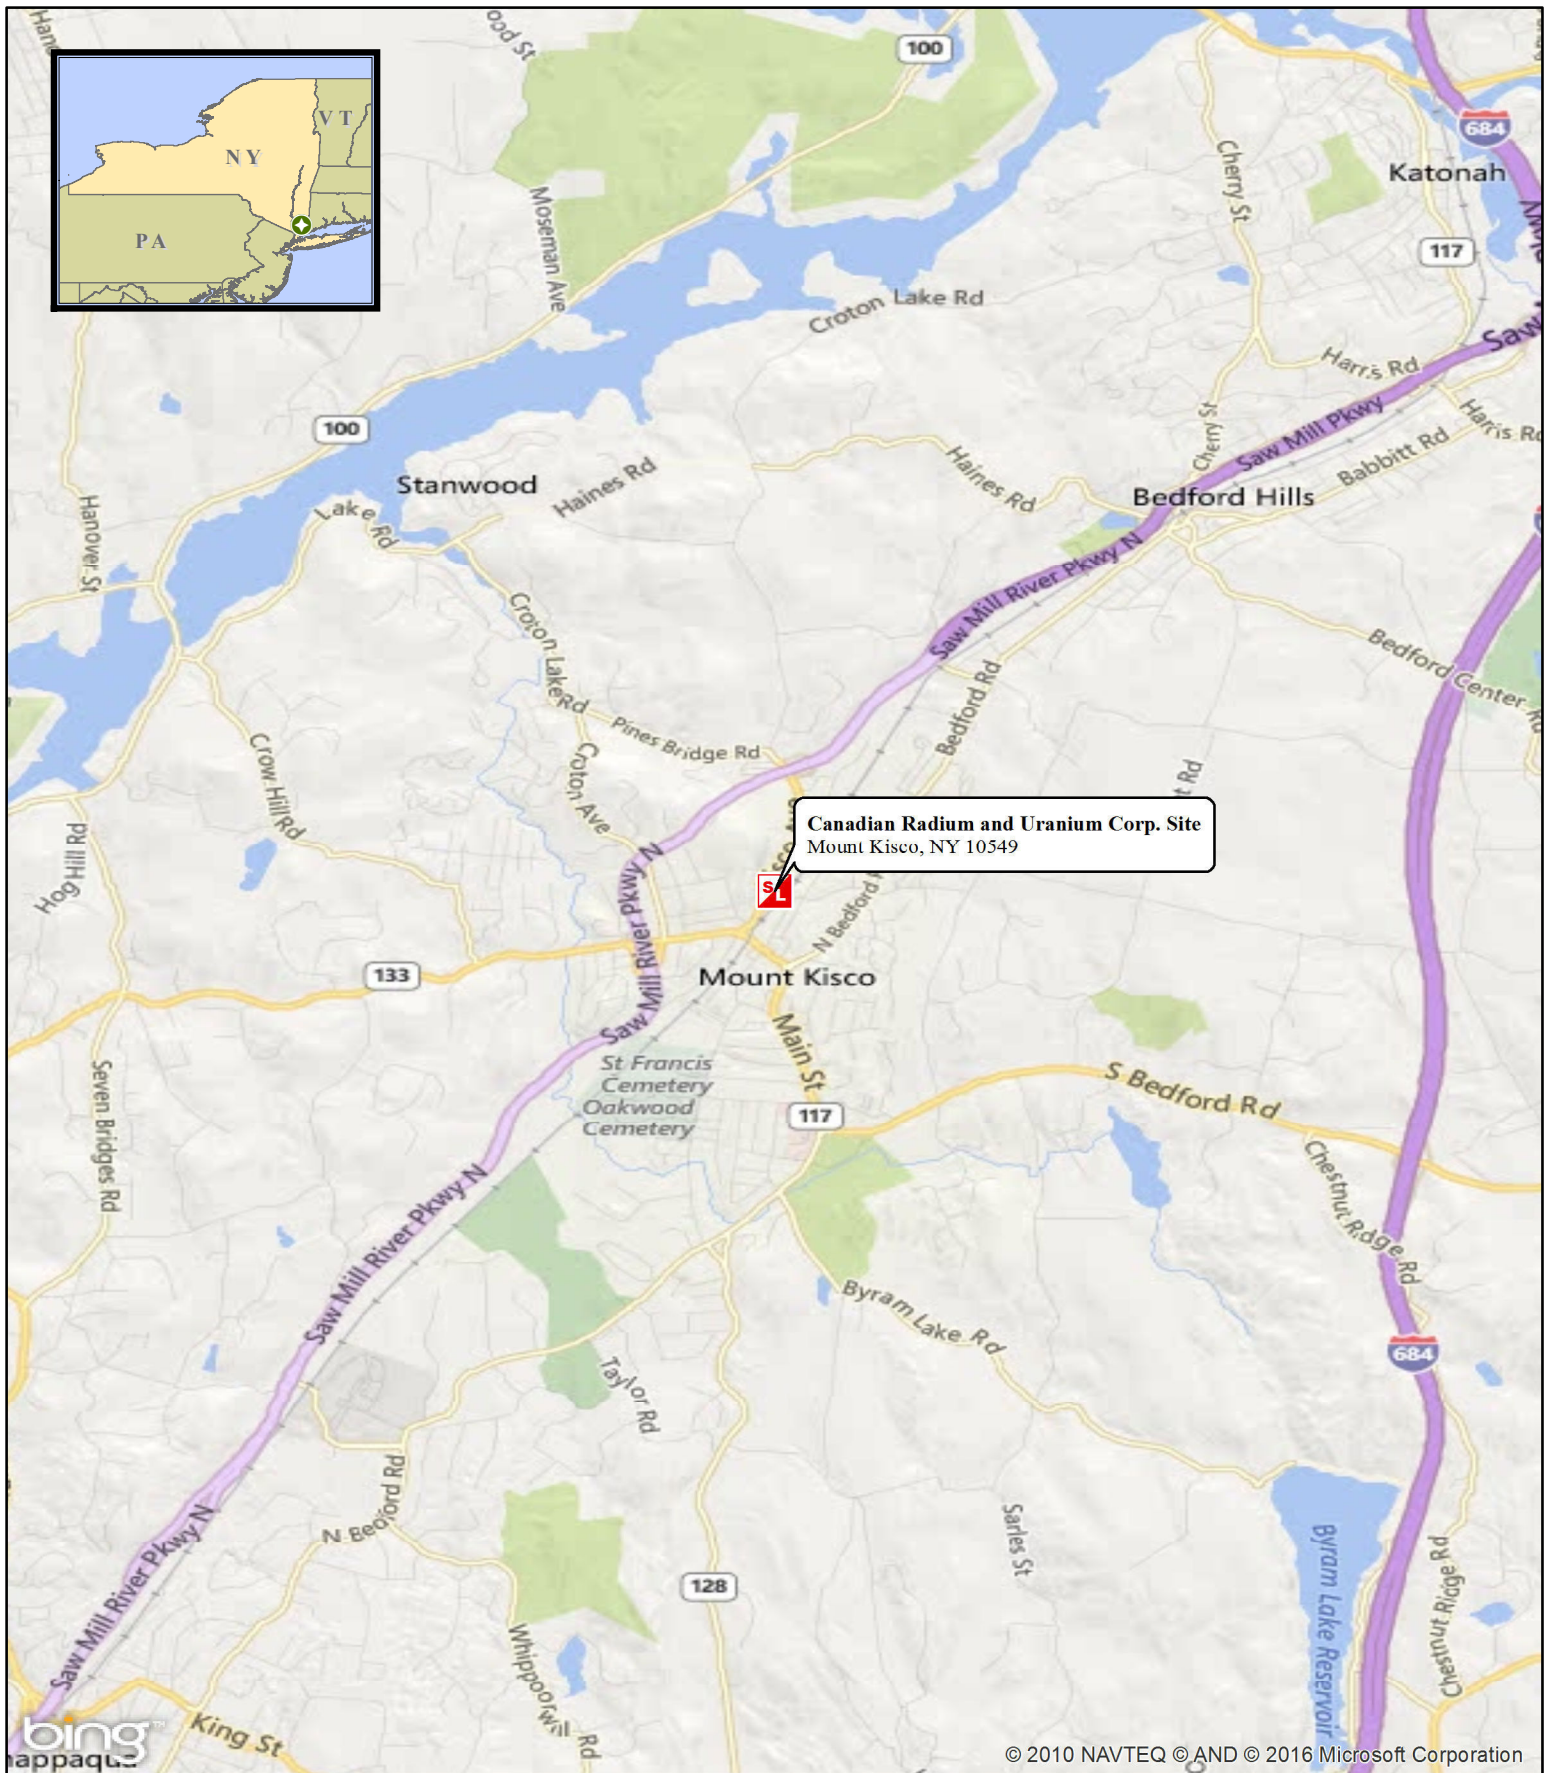 100
684
Katonah
Cherry St
117
VT
NY
PA
Moseman Ave
Croton Lake Rd
Saw
Harris Rd
Harris Rd
Saw Mill Pkwy
Cherry St
Babbitt Rd
100
Stanwood
Haines Rd
Haines Rd
Bedford Hills
Lake Rd
Hanover St
Saw Mill River Pkwy N
Croton Lake Rd
Bedford Center Rd
Bedford Rd
Pines Bridge Rd
Crow Hill Rd
Croton Ave
Hog Hill Rd
Canadian Radium and Uranium Corp. Site
Mount Kisco, NY 10549
S
L
Saw Mill River Pkwy N
N Bedford
133
Mount Kisco
Saw Mill
Main St
St Francis
Cemetery
Oakwood
Cemetery
117
S Bedford Rd
Seven Bridges Rd
Chestnut Ridge Rd
Saw Mill River Pkwy N
Byram Lake Rd
684
Taylor Rd
N Bedford Rd
Sarles St
Saw Mill River Pkwy N
128
Byram Lake Reservoir
Chestnut Ridge Rd
Whippoorwill Rd
King St
bing™
© 2010 NAVTEQ © AND © 2016 Microsoft Corporation